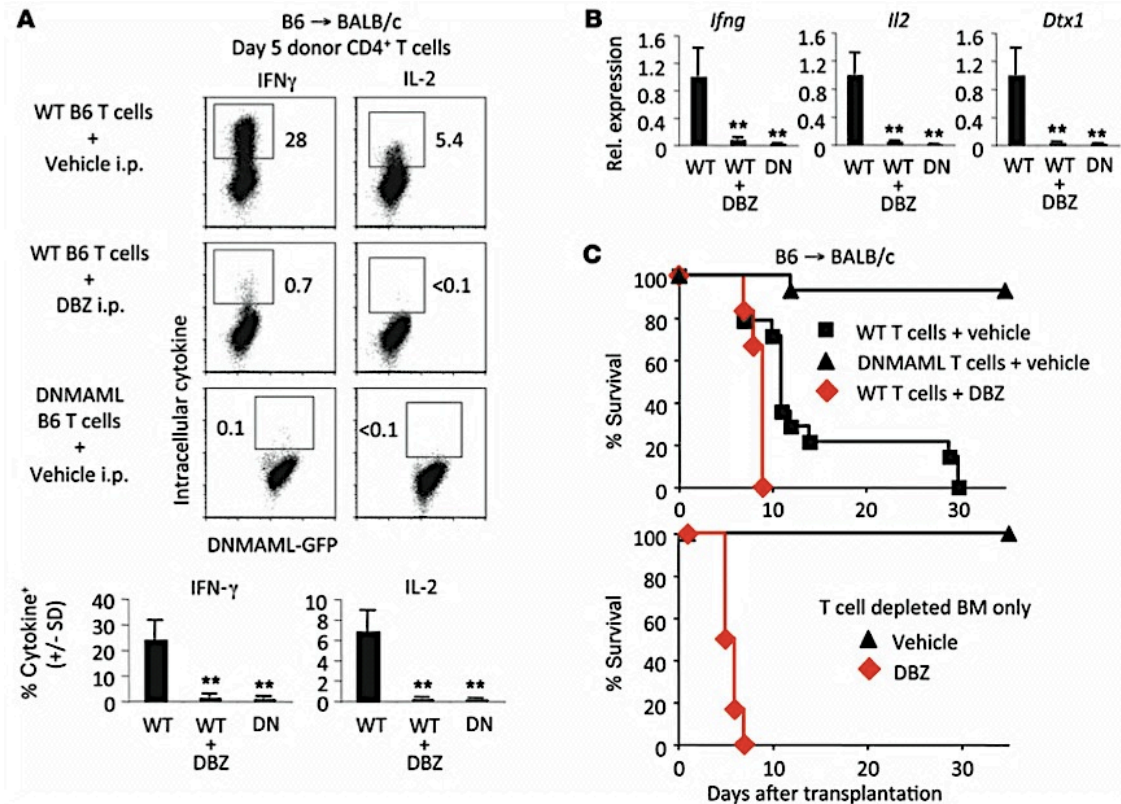 A
B6 → BALB/c
Day 5 donor CD4⁺ T cells
IFNγ
IL-2
WT B6 T cells
+
Vehicle i.p.
28
5.4
WT B6 T cells
+
DBZ i.p.
0.7
<0.1
DNMAML
B6 T cells
+
Vehicle i.p.
0.1
<0.1
Intracellular cytokine
DNMAML-GFP
IFN-γ
% Cytokine⁺
(+/- SD)
40
30
20
10
0
**
**
WT
WT
+
DBZ
DN
IL-2
10
8
6
4
2
0
**
**
WT
WT
+
DBZ
DN
B
Ifng
Rel. expression
1.6
1.2
0.8
0.4
0
**
**
WT
WT
+
DBZ
DN
Il2
1.6
1.2
0.8
0.4
0
**
**
WT
WT
+
DBZ
DN
Dtx1
1.6
1.2
0.8
0.4
0
**
**
WT
WT
+
DBZ
DN
C
B6 → BALB/c
% Survival
100
80
60
40
20
0
WT T cells + vehicle
DNMAML T cells + vehicle
WT T cells + DBZ
0
10
20
30
% Survival
100
80
60
40
20
0
T cell depleted BM only
Vehicle
DBZ
0
10
20
30
Days after transplantation